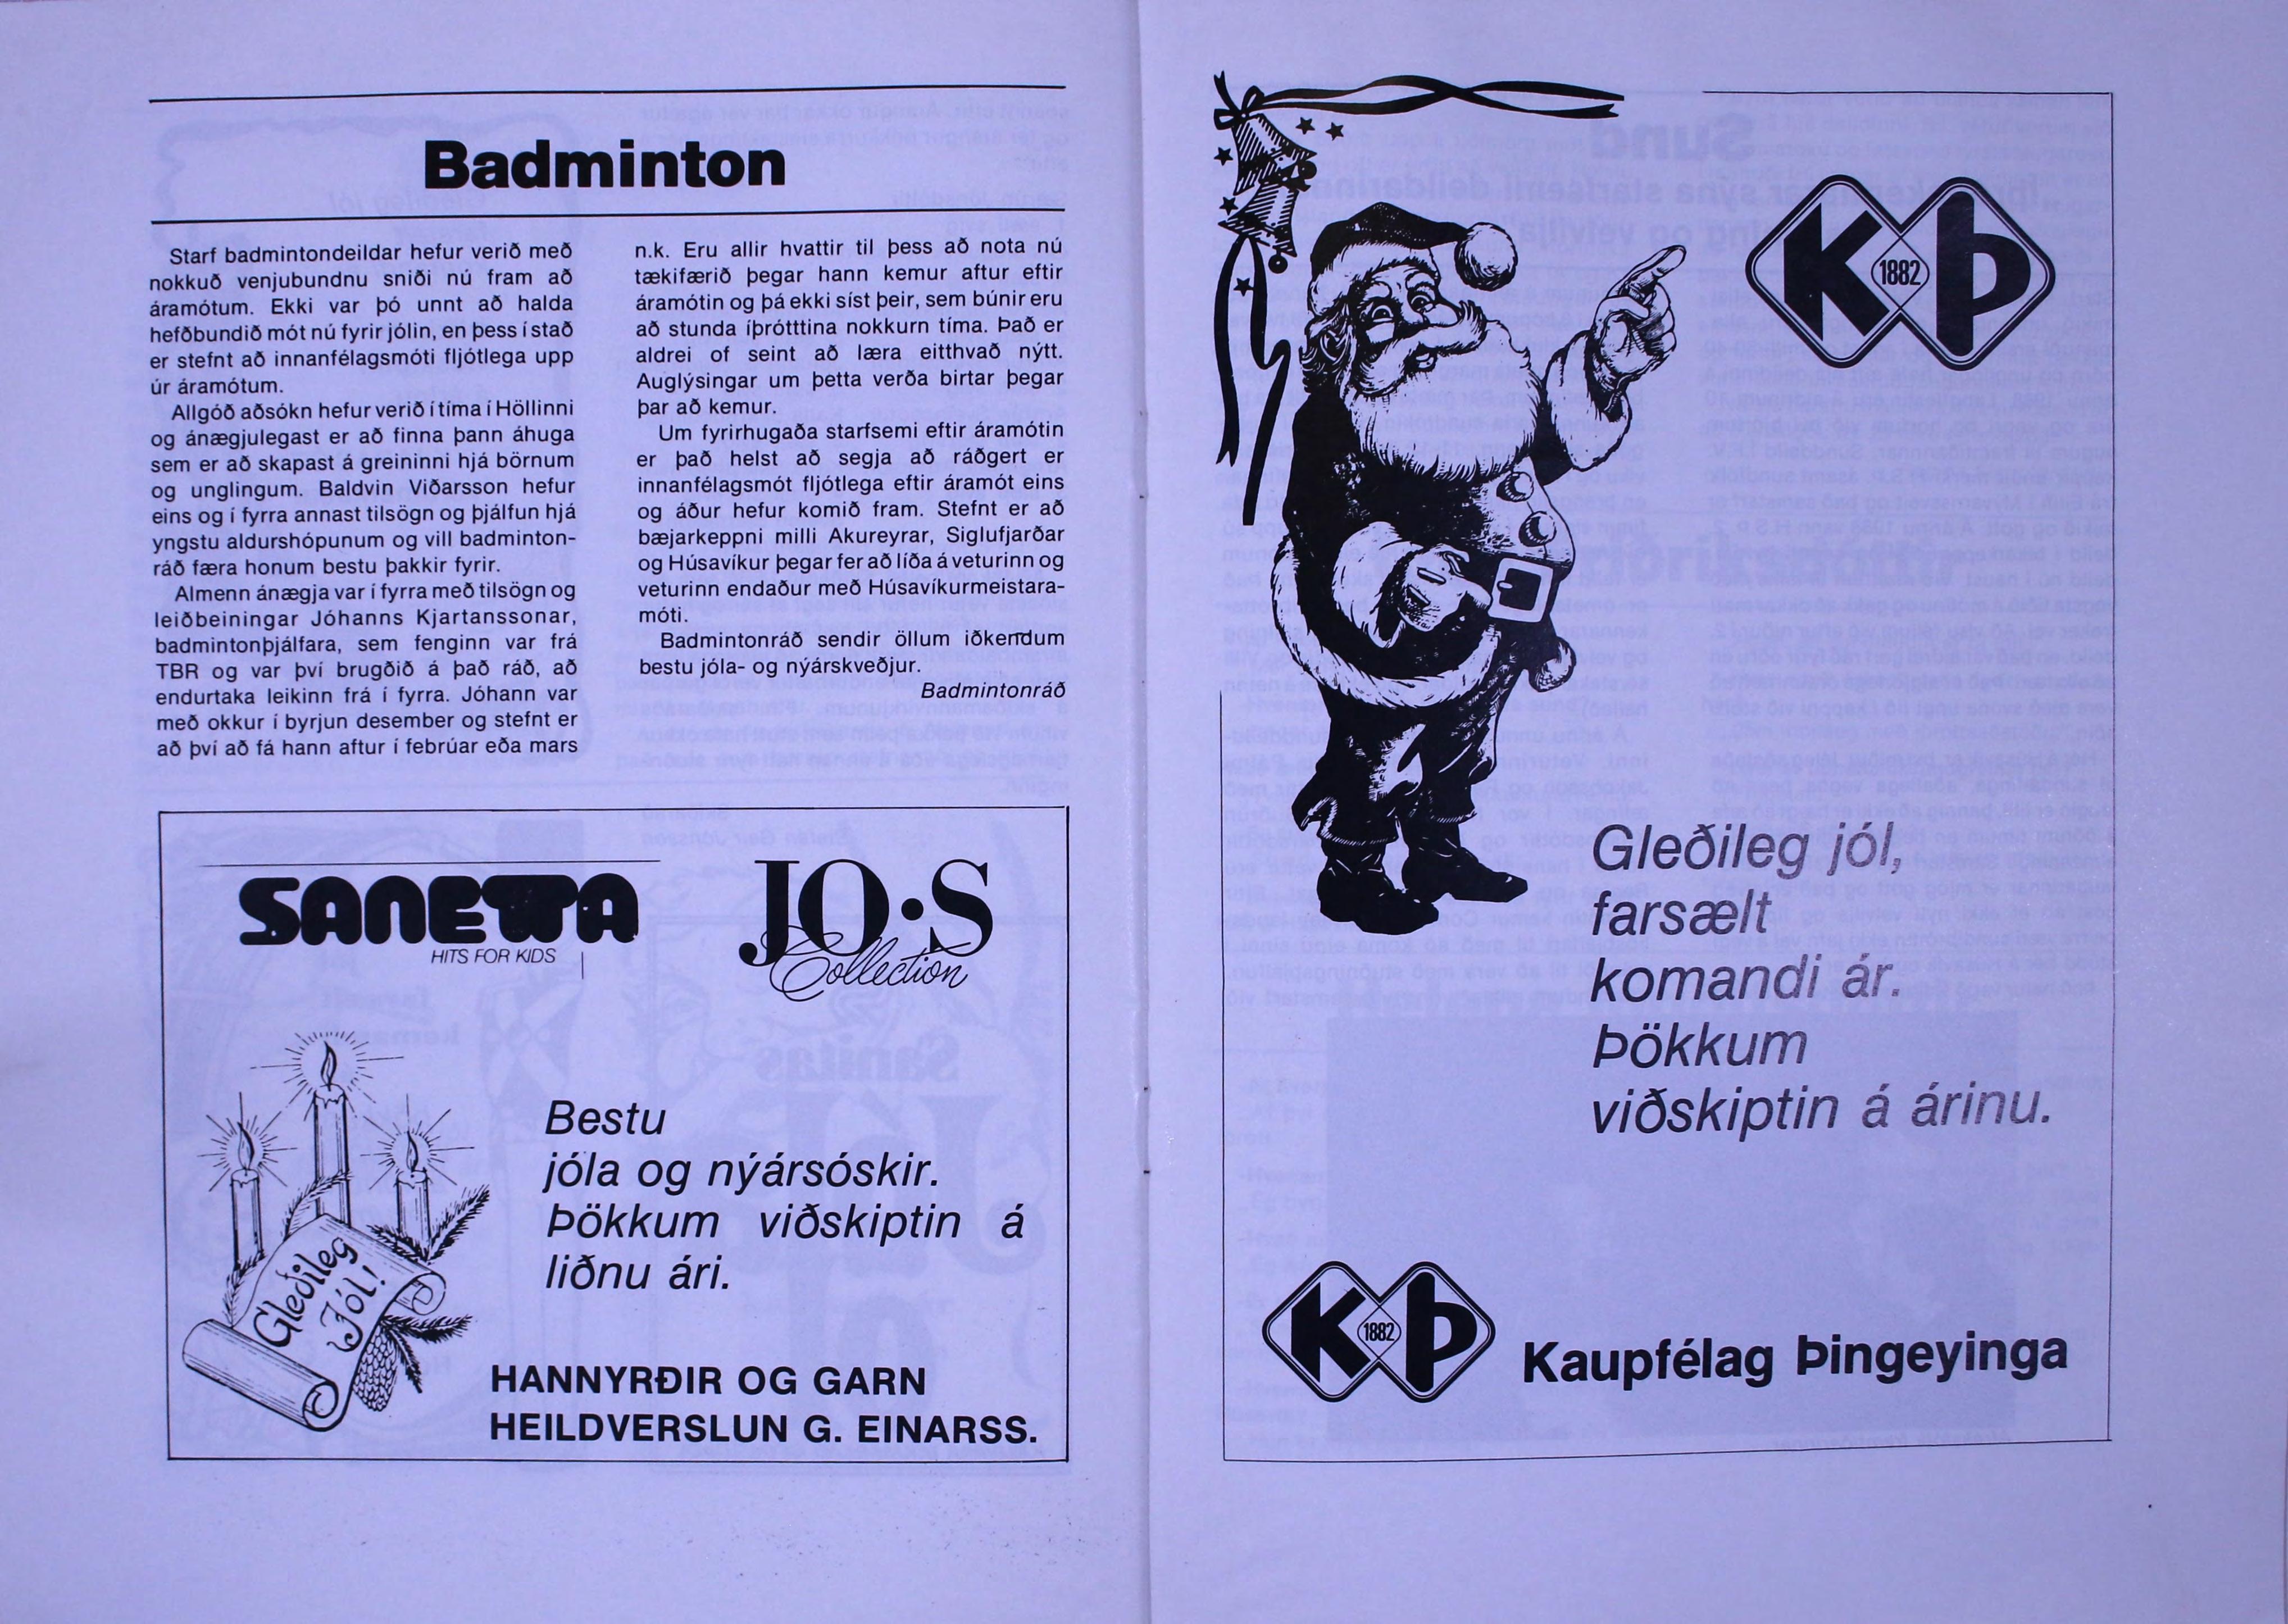 Badminton
Starf badmintondeildar hefur verið með
nokkuð venjubundnu sniði nú fram að
áramótum. Ekki var þó unnt að halda
hefðbundið mót nú fyrir jólin, en þess í stað
er stefnt að innanfélagsmóti fljótlega upp
úr áramótum.
Allgóð aðsókn hefur verið í tíma í Höllinni
og ánægjulegast er að finna þann áhuga
sem er að skapast á greininni hjá börnum
og unglingum. Baldvin Viðarsson hefur
eins og í fyrra annast tilsögn og þjálfun hjá
yngstu aldurshópunum og vill badminton-
ráð færa honum bestu þakkir fyrir.
Almenn ánægja var í fyrra með tilsögn og
leiðbeiningar Jóhanns Kjartanssonar,
badmintonþjálfara, sem fenginn var frá
TBR og var því brugðið á það ráð, að
endurtaka leikinn frá í fyrra. Jóhann var
með okkur í byrjun desember og stefnt er
að því að fá hann aftur í febrúar eða mars
n.k. Eru allir hvattir til þess að nota nú
tækifærið þegar hann kemur aftur eftir
áramótin og þá ekki síst þeir, sem búnir eru
að stunda íþrótttina nokkurn tíma. Það er
aldrei of seint að læra eitthvað nýtt.
Auglýsingar um þetta verða birtar þegar
þar að kemur.
Um fyrirhugaða starfsemi eftir áramótin
er það helst að segja að ráðgert er
innanfélagsmót fljótlega eftir áramót eins
og áður hefur komið fram. Stefnt er að
bæjarkeppni milli Akureyrar, Siglufjarðar
og Húsavíkur þegar fer að líða á veturinn og
veturinn endaður með Húsavíkurmeistara-
móti.
Badmintonráð sendir öllum iðkendum
bestu jóla- og nýárskveðjur.
Badmintonráð
SANETTA
HITS FOR KIDS
JO·S
Collection
Gleðileg
Jól!
Bestu
jóla og nýársóskir.
Þökkum viðskiptin á
liðnu ári.
HANNYRÐIR OG GARN
HEILDVERSLUN G. EINARSS.
K 1882 Þ
Gleðileg jól,
farsælt
komandi ár.
Þökkum
viðskiptin á árinu.
K 1882 Þ
Kaupfélag Þingeyinga